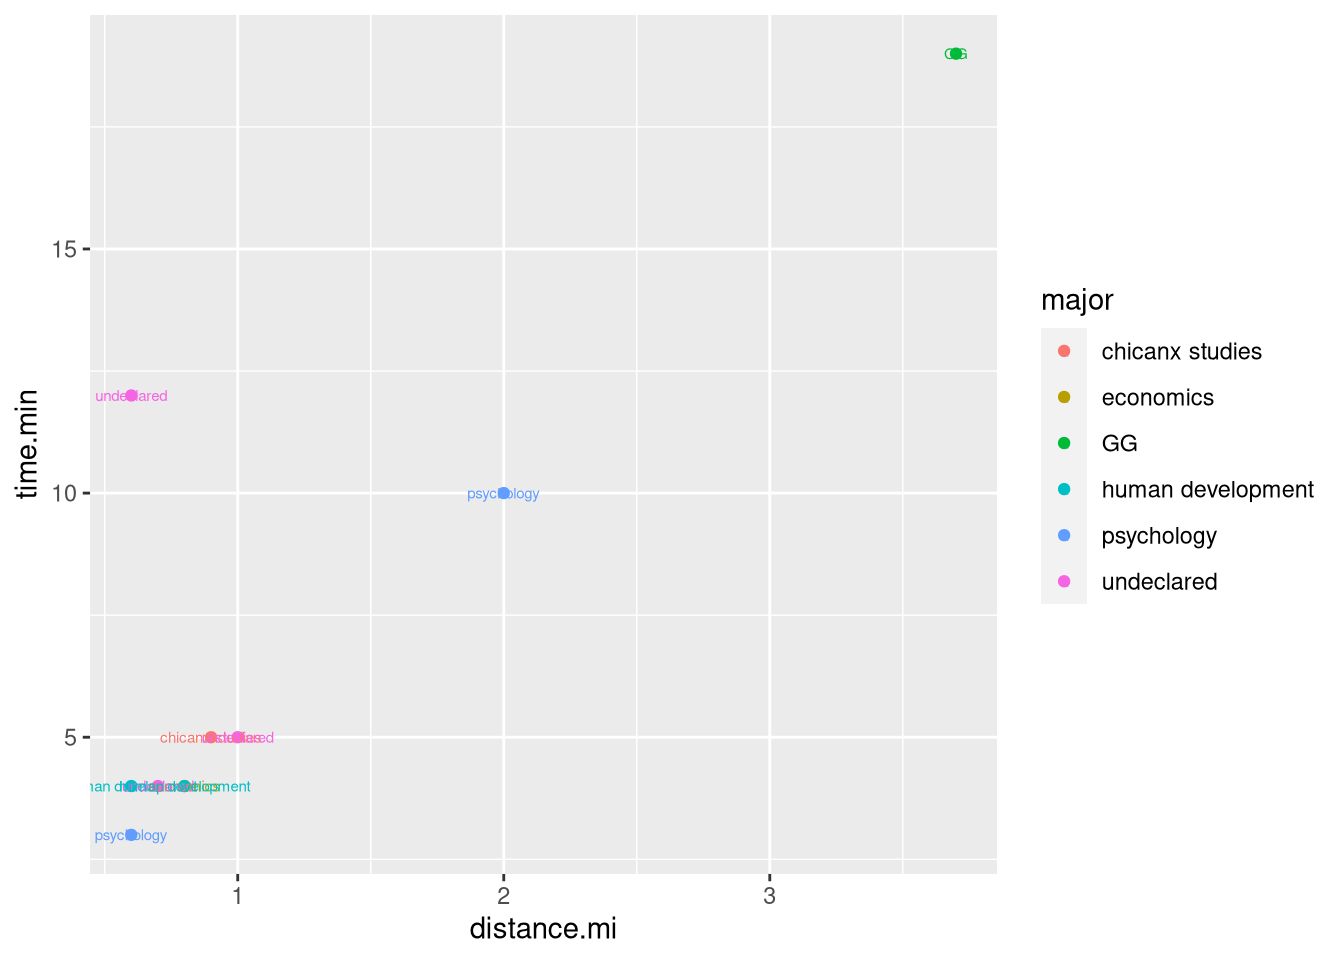 GG
15
undeclared
time.min
10
psychology
5
psychology
1
2
3
distance.mi
major
chicanx studies
economics
GG
human development
psychology
undeclared